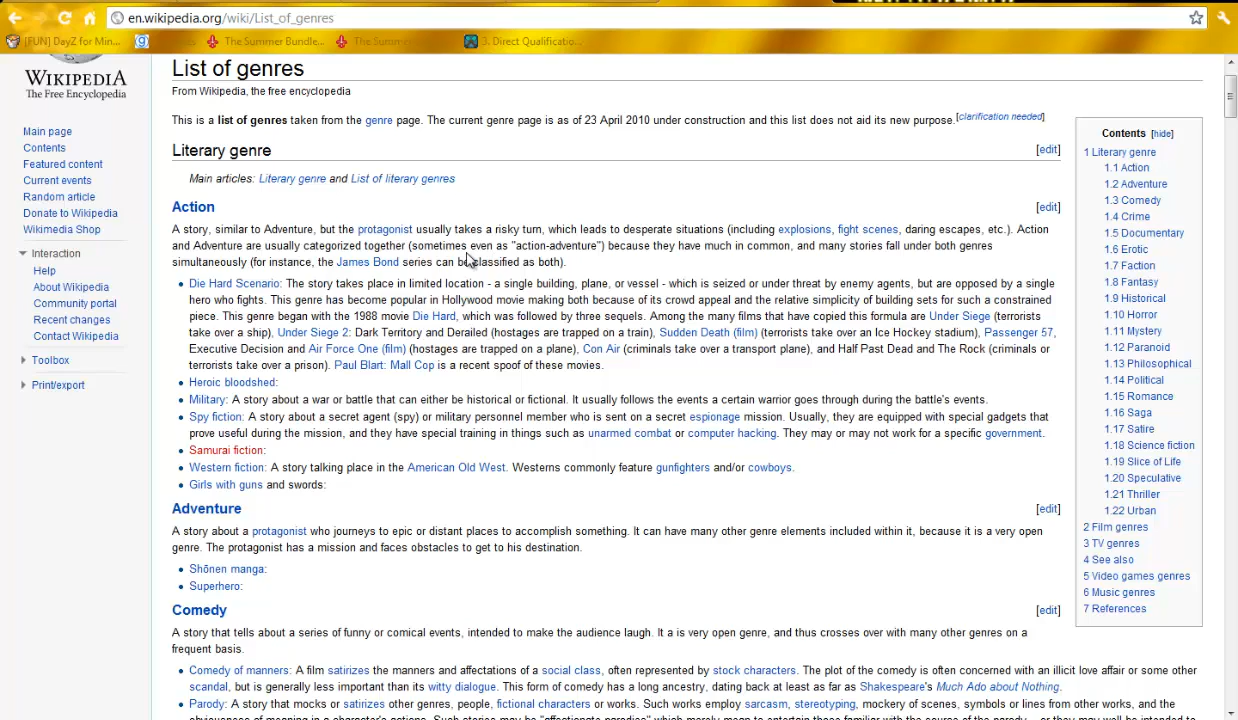 en.wikipedia.org/wiki/List_of_genres
[FUN] DayZ for Min...
The Summer Bundle...
The Summ
3. Direct Qualificatio...
WIKIPEDIA
The Free Encyclopedia
Main page
Contents
Featured content
Current events
Random article
Donate to Wikipedia
Wikimedia Shop
Interaction
Help
About Wikipedia
Community portal
Recent changes
Contact Wikipedia
Toolbox
Print/export
List of genres
From Wikipedia, the free encyclopedia
This is a list of genres taken from the genre page. The current genre page is as of 23 April 2010 under construction and this list does not aid its new purpose.[clarification needed]
Literary genre [edit]
Main articles: Literary genre and List of literary genres
Action [edit]
A story, similar to Adventure, but the protagonist usually takes a risky turn, which leads to desperate situations (including explosions, fight scenes, daring escapes, etc.). Action
and Adventure are usually categorized together (sometimes even as "action-adventure") because they have much in common, and many stories fall under both genres
simultaneously (for instance, the James Bond series can be classified as both).
Die Hard Scenario: The story takes place in limited location - a single building, plane, or vessel - which is seized or under threat by enemy agents, but are opposed by a single
hero who fights. This genre has become popular in Hollywood movie making both because of its crowd appeal and the relative simplicity of building sets for such a constrained
piece. This genre began with the 1988 movie Die Hard, which was followed by three sequels. Among the many films that have copied this formula are Under Siege (terrorists
take over a ship), Under Siege 2: Dark Territory and Derailed (hostages are trapped on a train), Sudden Death (film) (terrorists take over an Ice Hockey stadium), Passenger 57,
Executive Decision and Air Force One (film) (hostages are trapped on a plane), Con Air (criminals take over a transport plane), and Half Past Dead and The Rock (criminals or
terrorists take over a prison). Paul Blart: Mall Cop is a recent spoof of these movies.
Heroic bloodshed:
Military: A story about a war or battle that can either be historical or fictional. It usually follows the events a certain warrior goes through during the battle's events.
Spy fiction: A story about a secret agent (spy) or military personnel member who is sent on a secret espionage mission. Usually, they are equipped with special gadgets that
prove useful during the mission, and they have special training in things such as unarmed combat or computer hacking. They may or may not work for a specific government.
Samurai fiction:
Western fiction: A story talking place in the American Old West. Westerns commonly feature gunfighters and/or cowboys.
Girls with guns and swords:
Adventure [edit]
A story about a protagonist who journeys to epic or distant places to accomplish something. It can have many other genre elements included within it, because it is a very open
genre. The protagonist has a mission and faces obstacles to get to his destination.
Shōnen manga:
Superhero:
Comedy [edit]
A story that tells about a series of funny or comical events, intended to make the audience laugh. It a is very open genre, and thus crosses over with many other genres on a
frequent basis.
Comedy of manners: A film satirizes the manners and affectations of a social class, often represented by stock characters. The plot of the comedy is often concerned with an illicit love affair or some other
scandal, but is generally less important than its witty dialogue. This form of comedy has a long ancestry, dating back at least as far as Shakespeare's Much Ado about Nothing.
Parody: A story that mocks or satirizes other genres, people, fictional characters or works. Such works employ sarcasm, stereotyping, mockery of scenes, symbols or lines from other works, and the
obviousness of meaning in a character's actions. Such stories may be "affectionate parodies" which merely mean to entertain those familiar with the source of the parody... or they may well be intended to
Contents [hide]
1 Literary genre
1.1 Action
1.2 Adventure
1.3 Comedy
1.4 Crime
1.5 Documentary
1.6 Erotic
1.7 Faction
1.8 Fantasy
1.9 Historical
1.10 Horror
1.11 Mystery
1.12 Paranoid
1.13 Philosophical
1.14 Political
1.15 Romance
1.16 Saga
1.17 Satire
1.18 Science fiction
1.19 Slice of Life
1.20 Speculative
1.21 Thriller
1.22 Urban
2 Film genres
3 TV genres
4 See also
5 Video games genres
6 Music genres
7 References